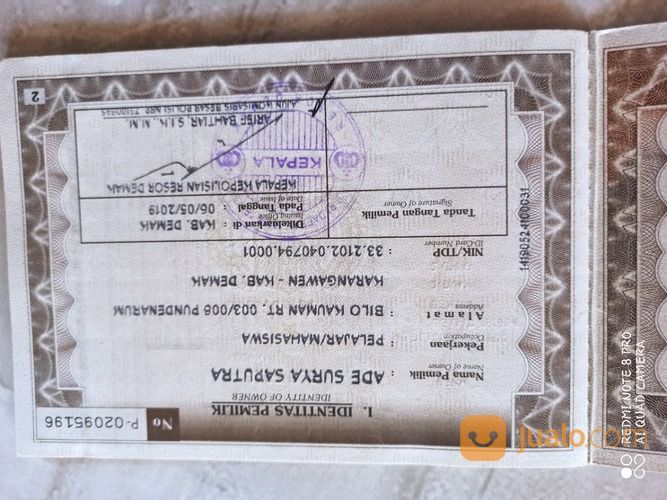 No P-02095196
I. IDENTITAS PEMILIK
IDENTITY OF OWNER
Nama Pemilik : ADE SURYA SAPUTRA
Name of Owner
Pekerjaan : PELAJAR/MAHASISWA
Occupation
Alamat : BILO KAUMAN RT. 003/006 PUNDENARUM
Address
KARANGAWEN - KAB. DEMAK
NIK/TDP : 33.2102.040794.0001
ID-Card Number
Tanda Tangan Pemilik
Signature of Owner
Dikeluarkan di : KAB. DEMAK
Issuing Office
Pada Tanggal : 06/05/2019
Date of Issue
KEPALA KEPOLISIAN RESOR DEMAK
KEPALA
ARIEF BAHTIAR, S.I.K., M.M.
AJUN KOMISARIS BESAR POLISI NRP.
2
14190524100031
jualo.com
REDMI NOTE 8 PRO
AI QUAD CAMERA